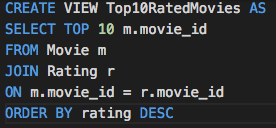 CREATE VIEW Top10RatedMovies AS
SELECT TOP 10 m.movie_id
FROM Movie m
JOIN Rating r
ON m.movie_id = r.movie_id
ORDER BY rating DESC